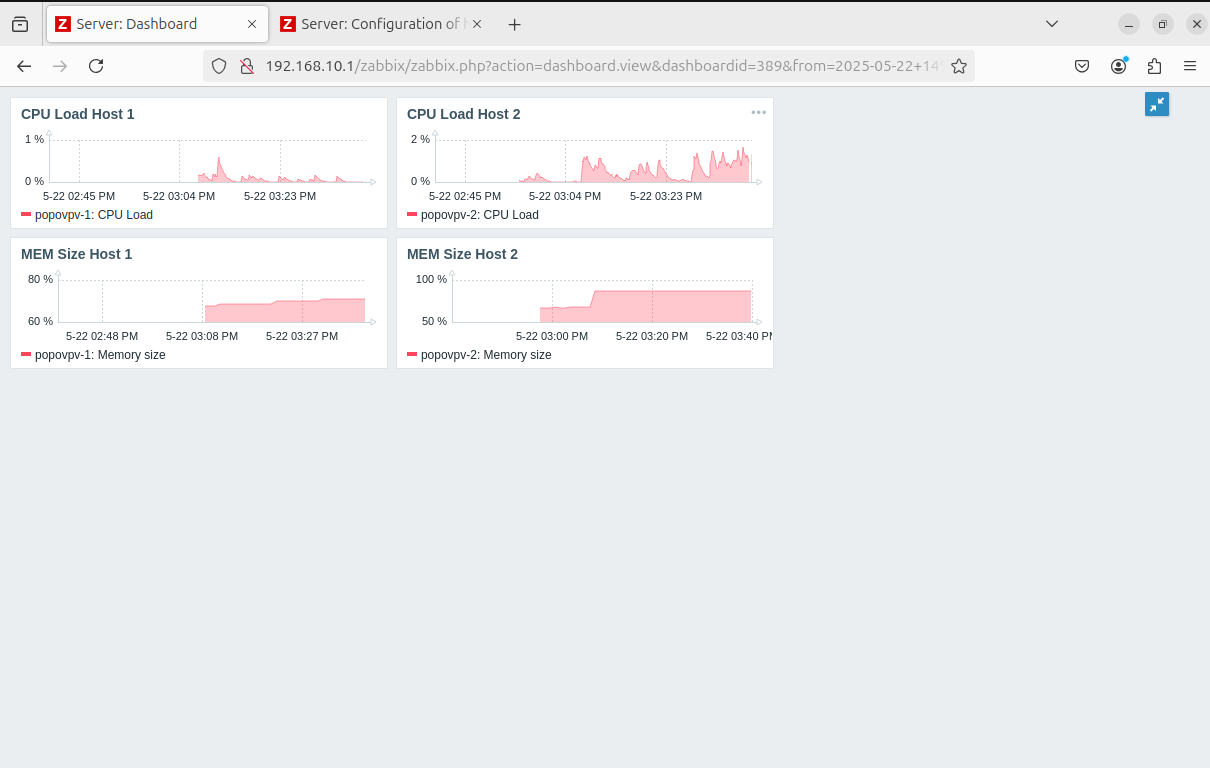 Z Server: Dashboard
Z Server: Configuration of h
192.168.10.1/zabbix/zabbix.php?action=dashboard.view&dashboardid=389&from=2025-05-22+14
CPU Load Host 1
1 %
0 %
5-22 02:45 PM 5-22 03:04 PM 5-22 03:23 PM
popovpv-1: CPU Load
CPU Load Host 2
2 %
0 %
5-22 02:45 PM 5-22 03:04 PM 5-22 03:23 PM
popovpv-2: CPU Load
MEM Size Host 1
80 %
60 %
5-22 02:48 PM 5-22 03:08 PM 5-22 03:27 PM
popovpv-1: Memory size
MEM Size Host 2
100 %
50 %
5-22 03:00 PM 5-22 03:20 PM 5-22 03:40 PM
popovpv-2: Memory size